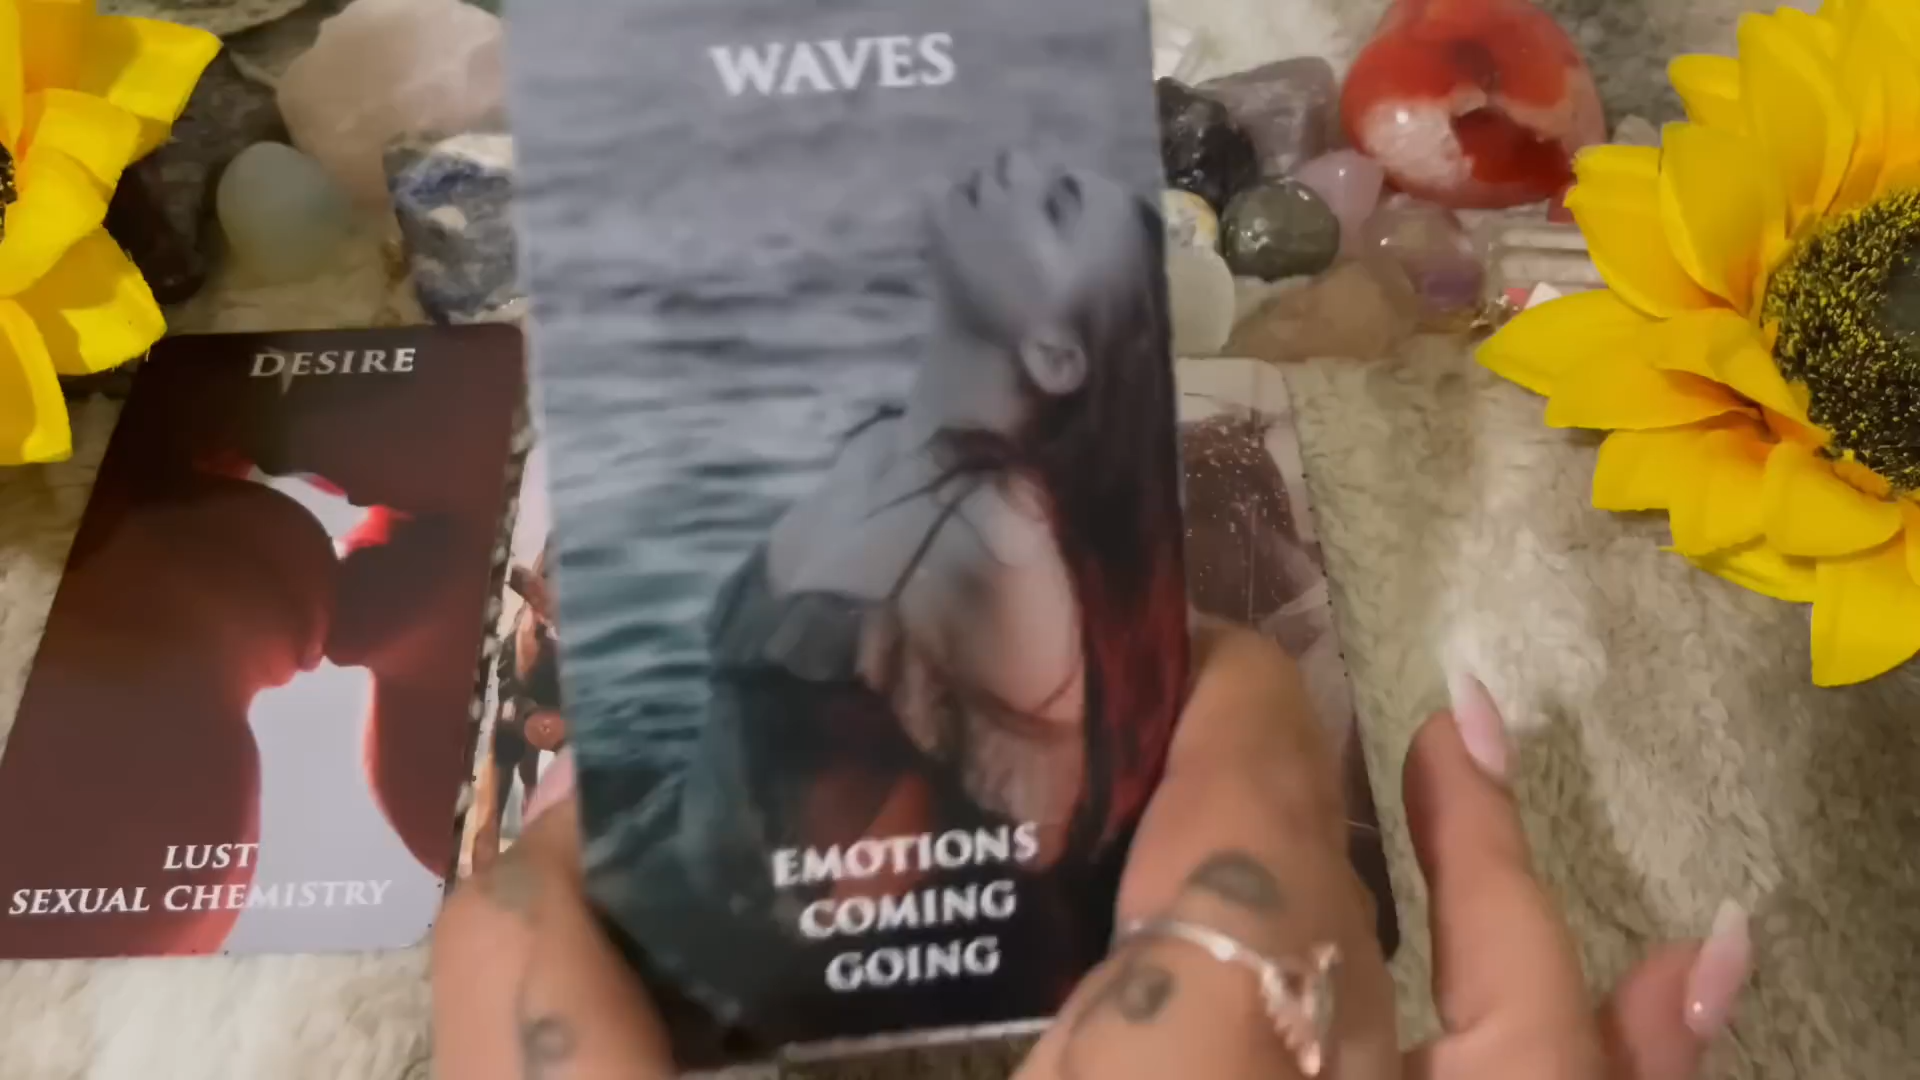 WAVES
EMOTIONS
COMING
GOING
DESIRE
LUST
SEXUAL CHEMISTRY